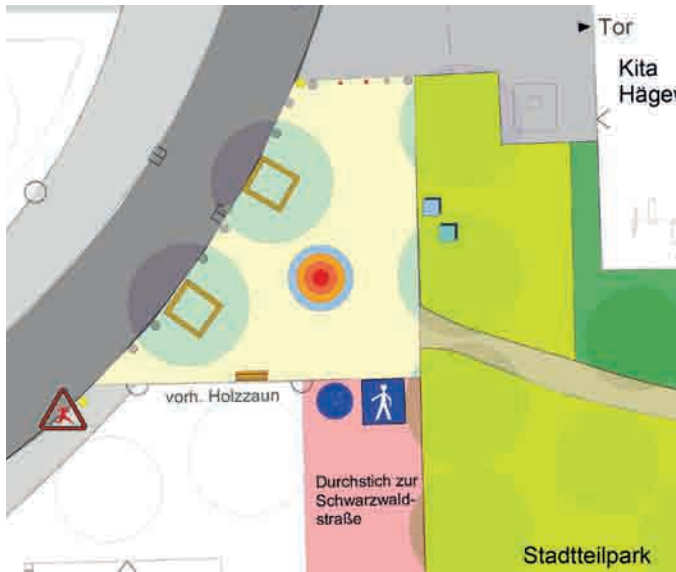 Tor
Kita
vorh. Holzzaun
Durchstich zur
Schwarzwald-
straße
Stadtteilpark